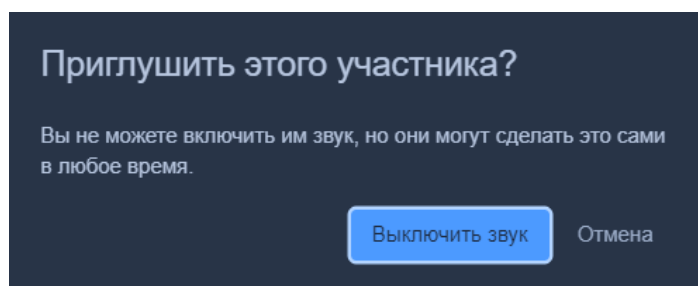 Приглушить этого участника?
Вы не можете включить им звук, но они могут сделать это сами
в любое время.
Выключить звук
Отмена